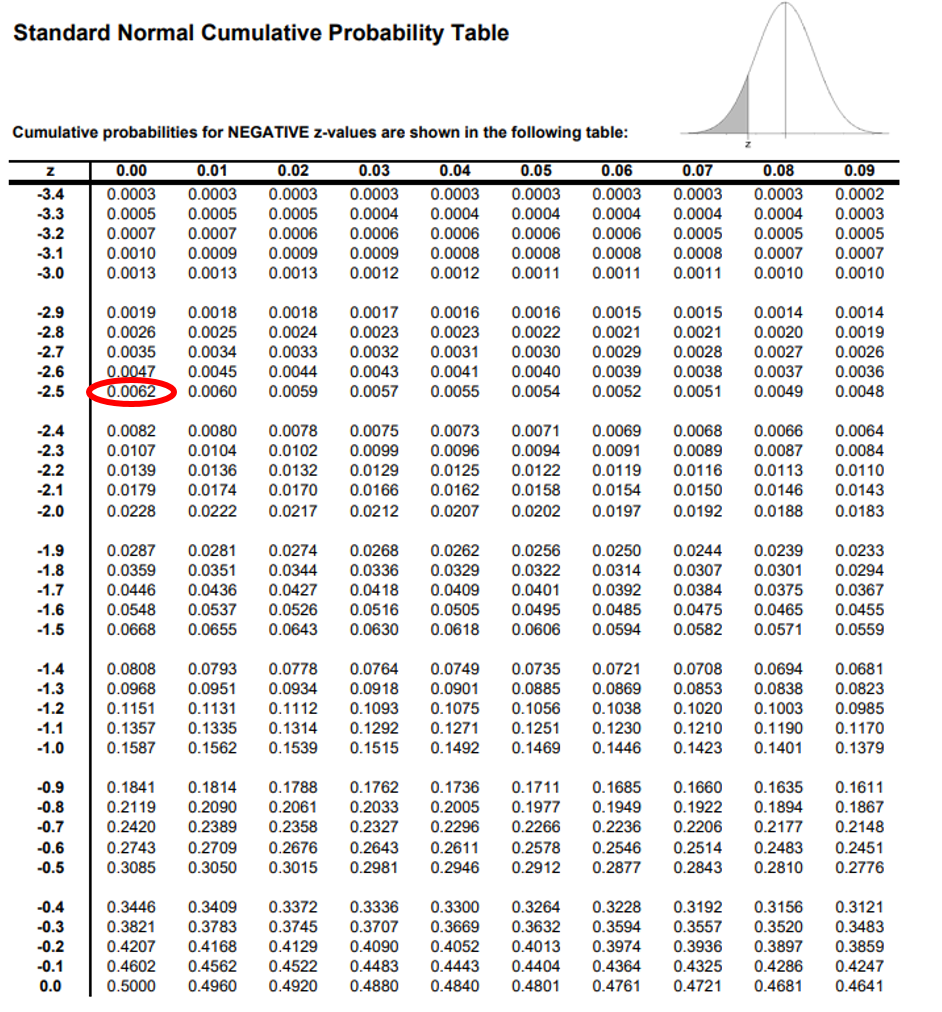 Standard Normal Cumulative Probability Table
Cumulative probabilities for NEGATIVE z-values are shown in the following table:
z
z 0.00 0.01 0.02 0.03 0.04 0.05 0.06 0.07 0.08 0.09
-3.4 0.0003 0.0003 0.0003 0.0003 0.0003 0.0003 0.0003 0.0003 0.0003 0.0002
-3.3 0.0005 0.0005 0.0005 0.0004 0.0004 0.0004 0.0004 0.0004 0.0004 0.0003
-3.2 0.0007 0.0007 0.0006 0.0006 0.0006 0.0006 0.0006 0.0005 0.0005 0.0005
-3.1 0.0010 0.0009 0.0009 0.0009 0.0008 0.0008 0.0008 0.0008 0.0007 0.0007
-3.0 0.0013 0.0013 0.0013 0.0012 0.0012 0.0011 0.0011 0.0011 0.0010 0.0010
-2.9 0.0019 0.0018 0.0018 0.0017 0.0016 0.0016 0.0015 0.0015 0.0014 0.0014
-2.8 0.0026 0.0025 0.0024 0.0023 0.0023 0.0022 0.0021 0.0021 0.0020 0.0019
-2.7 0.0035 0.0034 0.0033 0.0032 0.0031 0.0030 0.0029 0.0028 0.0027 0.0026
-2.6 0.0047 0.0045 0.0044 0.0043 0.0041 0.0040 0.0039 0.0038 0.0037 0.0036
-2.5 0.0062 0.0060 0.0059 0.0057 0.0055 0.0054 0.0052 0.0051 0.0049 0.0048
-2.4 0.0082 0.0080 0.0078 0.0075 0.0073 0.0071 0.0069 0.0068 0.0066 0.0064
-2.3 0.0107 0.0104 0.0102 0.0099 0.0096 0.0094 0.0091 0.0089 0.0087 0.0084
-2.2 0.0139 0.0136 0.0132 0.0129 0.0125 0.0122 0.0119 0.0116 0.0113 0.0110
-2.1 0.0179 0.0174 0.0170 0.0166 0.0162 0.0158 0.0154 0.0150 0.0146 0.0143
-2.0 0.0228 0.0222 0.0217 0.0212 0.0207 0.0202 0.0197 0.0192 0.0188 0.0183
-1.9 0.0287 0.0281 0.0274 0.0268 0.0262 0.0256 0.0250 0.0244 0.0239 0.0233
-1.8 0.0359 0.0351 0.0344 0.0336 0.0329 0.0322 0.0314 0.0307 0.0301 0.0294
-1.7 0.0446 0.0436 0.0427 0.0418 0.0409 0.0401 0.0392 0.0384 0.0375 0.0367
-1.6 0.0548 0.0537 0.0526 0.0516 0.0505 0.0495 0.0485 0.0475 0.0465 0.0455
-1.5 0.0668 0.0655 0.0643 0.0630 0.0618 0.0606 0.0594 0.0582 0.0571 0.0559
-1.4 0.0808 0.0793 0.0778 0.0764 0.0749 0.0735 0.0721 0.0708 0.0694 0.0681
-1.3 0.0968 0.0951 0.0934 0.0918 0.0901 0.0885 0.0869 0.0853 0.0838 0.0823
-1.2 0.1151 0.1131 0.1112 0.1093 0.1075 0.1056 0.1038 0.1020 0.1003 0.0985
-1.1 0.1357 0.1335 0.1314 0.1292 0.1271 0.1251 0.1230 0.1210 0.1190 0.1170
-1.0 0.1587 0.1562 0.1539 0.1515 0.1492 0.1469 0.1446 0.1423 0.1401 0.1379
-0.9 0.1841 0.1814 0.1788 0.1762 0.1736 0.1711 0.1685 0.1660 0.1635 0.1611
-0.8 0.2119 0.2090 0.2061 0.2033 0.2005 0.1977 0.1949 0.1922 0.1894 0.1867
-0.7 0.2420 0.2389 0.2358 0.2327 0.2296 0.2266 0.2236 0.2206 0.2177 0.2148
-0.6 0.2743 0.2709 0.2676 0.2643 0.2611 0.2578 0.2546 0.2514 0.2483 0.2451
-0.5 0.3085 0.3050 0.3015 0.2981 0.2946 0.2912 0.2877 0.2843 0.2810 0.2776
-0.4 0.3446 0.3409 0.3372 0.3336 0.3300 0.3264 0.3228 0.3192 0.3156 0.3121
-0.3 0.3821 0.3783 0.3745 0.3707 0.3669 0.3632 0.3594 0.3557 0.3520 0.3483
-0.2 0.4207 0.4168 0.4129 0.4090 0.4052 0.4013 0.3974 0.3936 0.3897 0.3859
-0.1 0.4602 0.4562 0.4522 0.4483 0.4443 0.4404 0.4364 0.4325 0.4286 0.4247
0.0 0.5000 0.4960 0.4920 0.4880 0.4840 0.4801 0.4761 0.4721 0.4681 0.4641